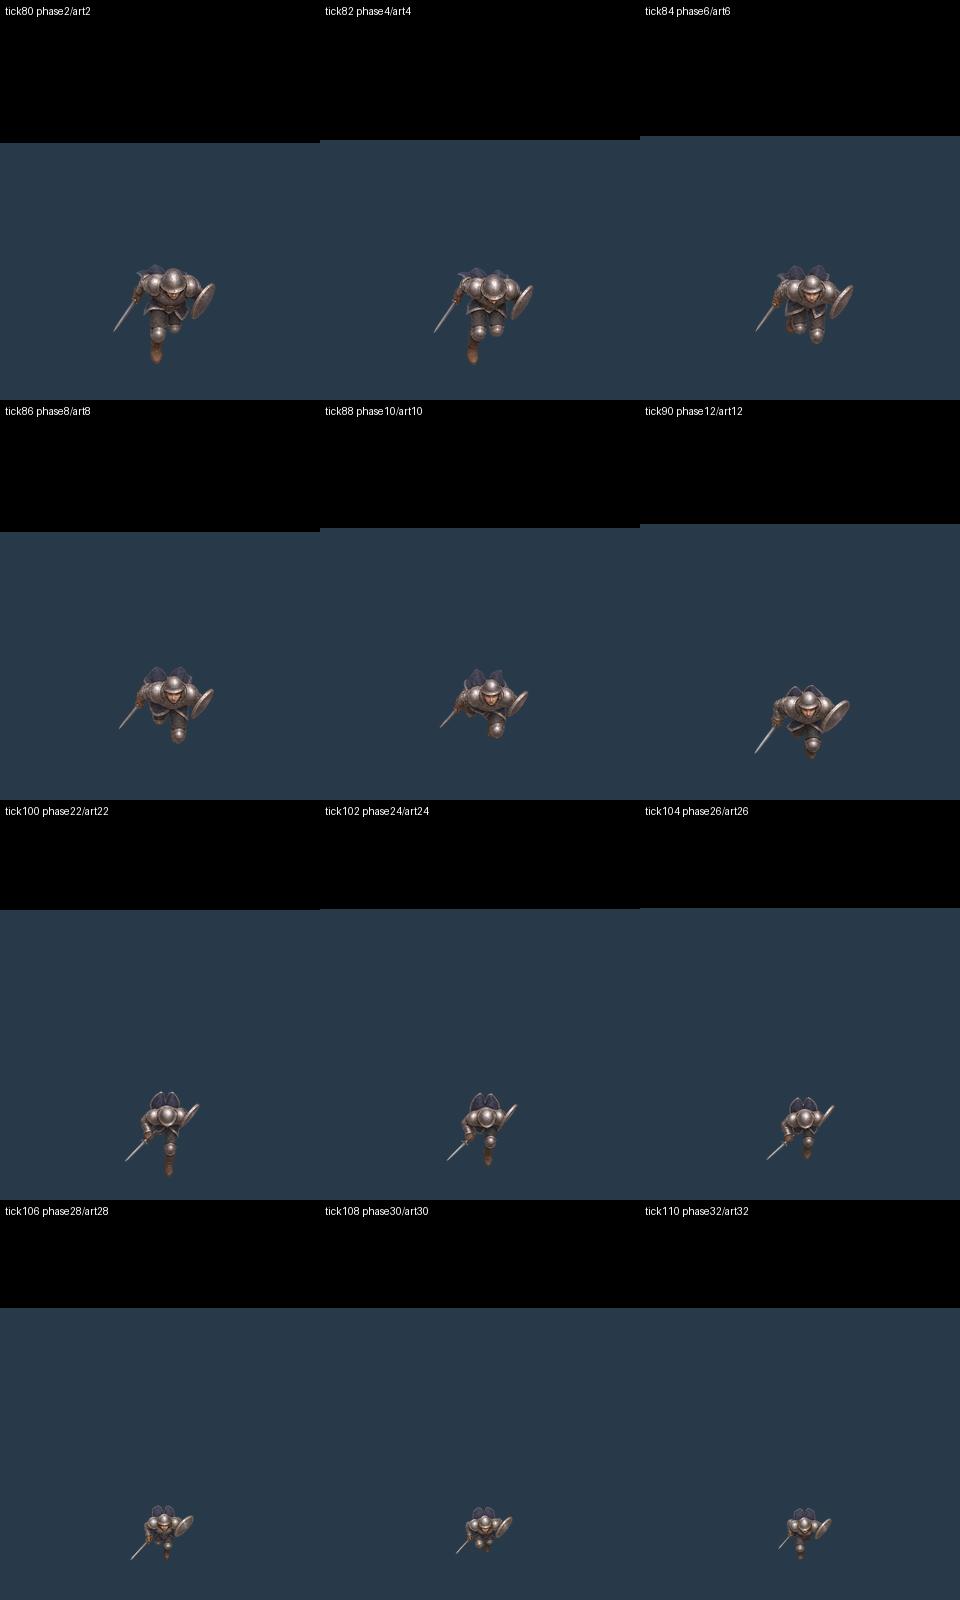 tick80 phase2/art2
tick82 phase4/art4
tick84 phase6/art6
tick86 phase8/art8
tick88 phase10/art10
tick90 phase12/art12
tick100 phase22/art22
tick102 phase24/art24
tick104 phase26/art26
tick106 phase28/art28
tick108 phase30/art30
tick110 phase32/art32